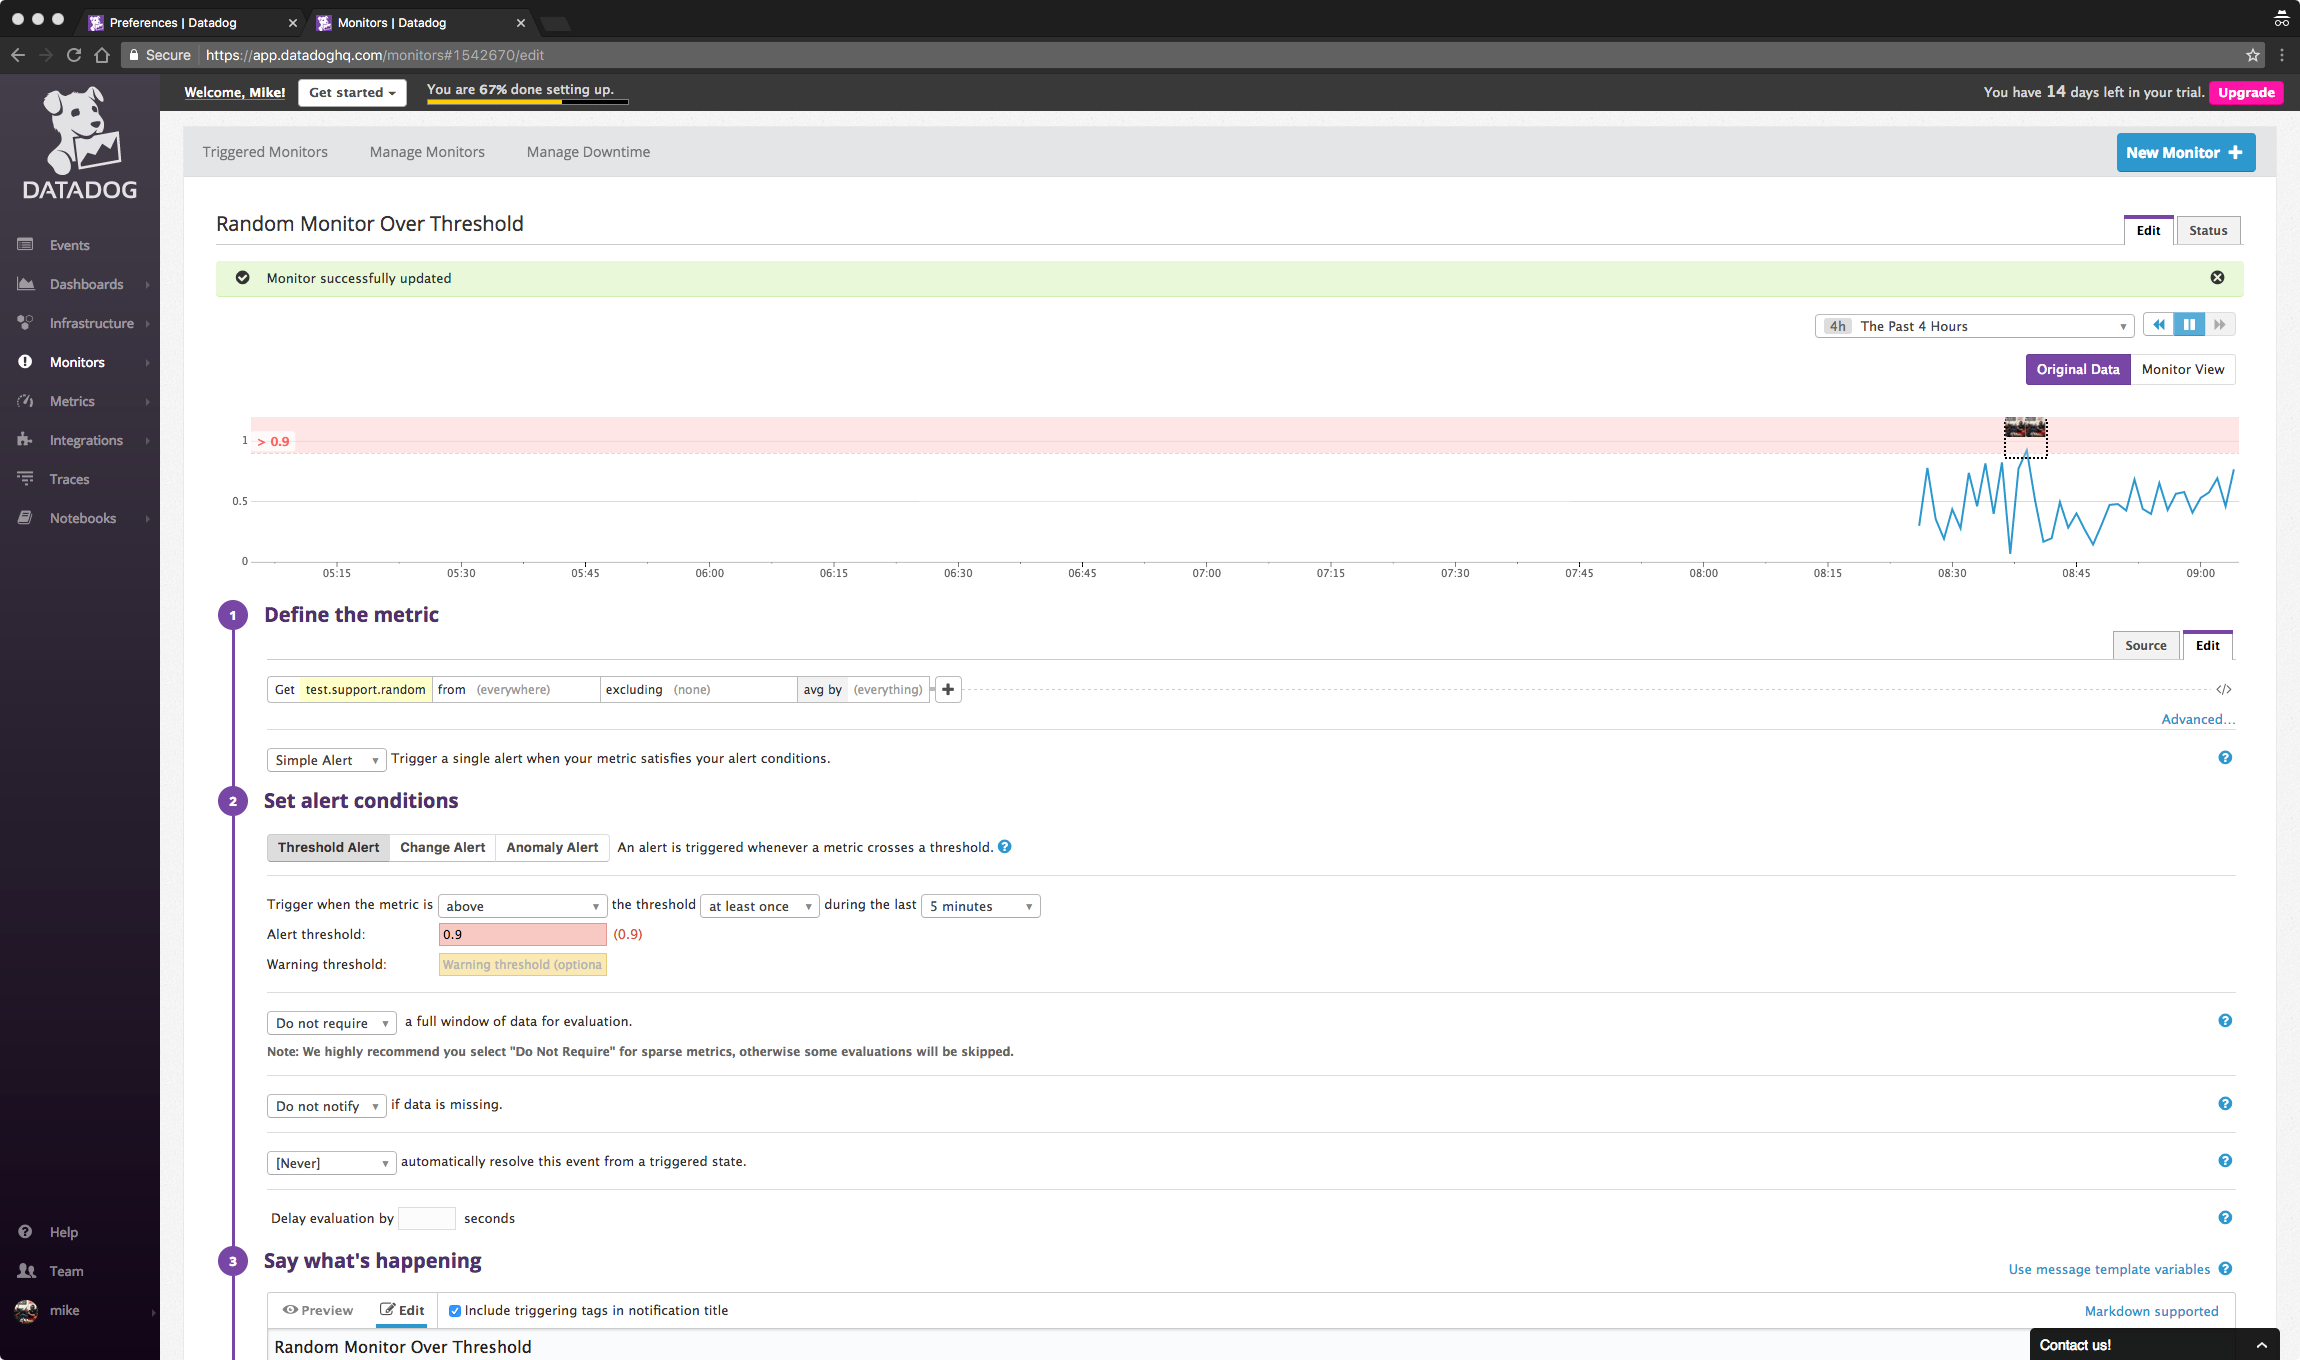 Preferences | Datadog
Monitors | Datadog
Secure https://app.datadoghq.com/monitors#1542670/edit
Welcome, Mike!
Get started
You are 67% done setting up.
You have 14 days left in your trial.
Upgrade
DATADOG
Events
Dashboards
Infrastructure
Monitors
Metrics
Integrations
Traces
Notebooks
Help
Team
mike
Triggered Monitors
Manage Monitors
Manage Downtime
New Monitor
Random Monitor Over Threshold
Edit
Status
Monitor successfully updated
4h The Past 4 Hours
Original Data
Monitor View
1
> 0.9
0.5
0
05:15 05:30 05:45 06:00 06:15 06:30 06:45 07:00 07:15 07:30 07:45 08:00 08:15 08:30 08:45 09:00
1 Define the metric
Source
Edit
Get test.support.random from (everywhere) excluding (none) avg by (everything) + </>
Advanced...
Simple Alert Trigger a single alert when your metric satisfies your alert conditions. ?
2 Set alert conditions
Threshold Alert Change Alert Anomaly Alert An alert is triggered whenever a metric crosses a threshold. ?
Trigger when the metric is above the threshold at least once during the last 5 minutes
Alert threshold: 0.9 (0.9)
Warning threshold: Warning threshold (optiona
Do not require a full window of data for evaluation. ?
Note: We highly recommend you select "Do Not Require" for sparse metrics, otherwise some evaluations will be skipped.
Do not notify if data is missing. ?
[Never] automatically resolve this event from a triggered state. ?
Delay evaluation by seconds ?
3 Say what's happening
Use message template variables ?
Preview Edit Include triggering tags in notification title
Markdown supported
Random Monitor Over Threshold
Contact us!